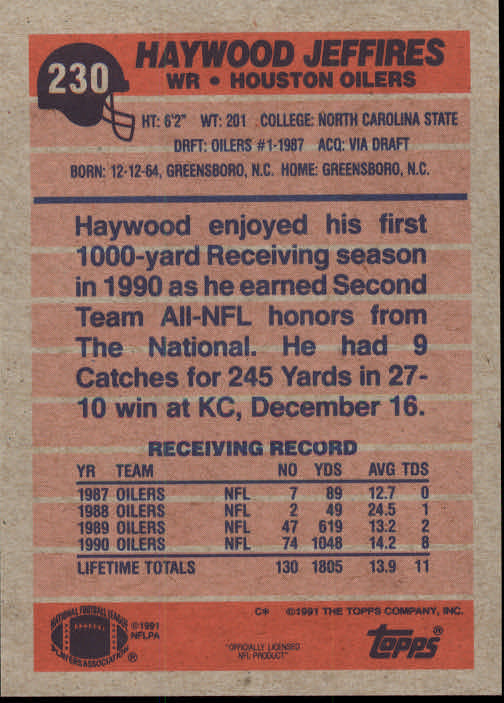 230
HAYWOOD JEFFIRES
WR • HOUSTON OILERS
HT: 6'2" WT: 201 COLLEGE: NORTH CAROLINA STATE
DRFT: OILERS #1-1987 ACQ: VIA DRAFT
BORN: 12-12-64, GREENSBORO, N.C. HOME: GREENSBORO, N.C.
Haywood enjoyed his first
1000-yard Receiving season
in 1990 as he earned Second
Team All-NFL honors from
The National. He had 9
Catches for 245 Yards in 27-
10 win at KC, December 16.
RECEIVING RECORD
YR TEAM NO YDS AVG TDS
1987 OILERS NFL 7 89 12.7 0
1988 OILERS NFL 2 49 24.5 1
1989 OILERS NFL 47 619 13.2 2
1990 OILERS NFL 74 1048 14.2 8
LIFETIME TOTALS 130 1805 13.9 11
C* ©1991 THE TOPPS COMPANY, INC.
NATIONAL FOOTBALL LEAGUE
PLAYERS ASSOCIATION ®
©1991
NFLPA
"OFFICIALLY LICENSED
NFL PRODUCT"
topps®